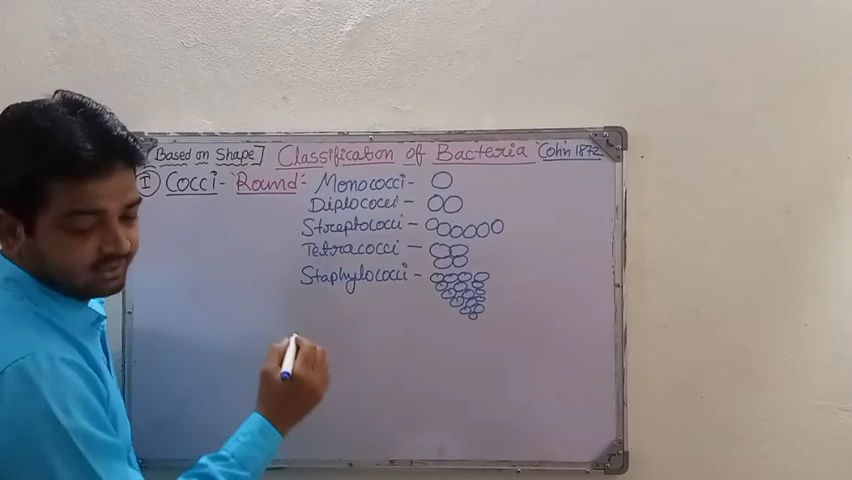 [Based on Shape] Classification of Bacteria Cohn 1872
I Cocci - 'Round' - Monococci -
Diplococci -
Streptococci -
Tetracocci -
Staphylococci -